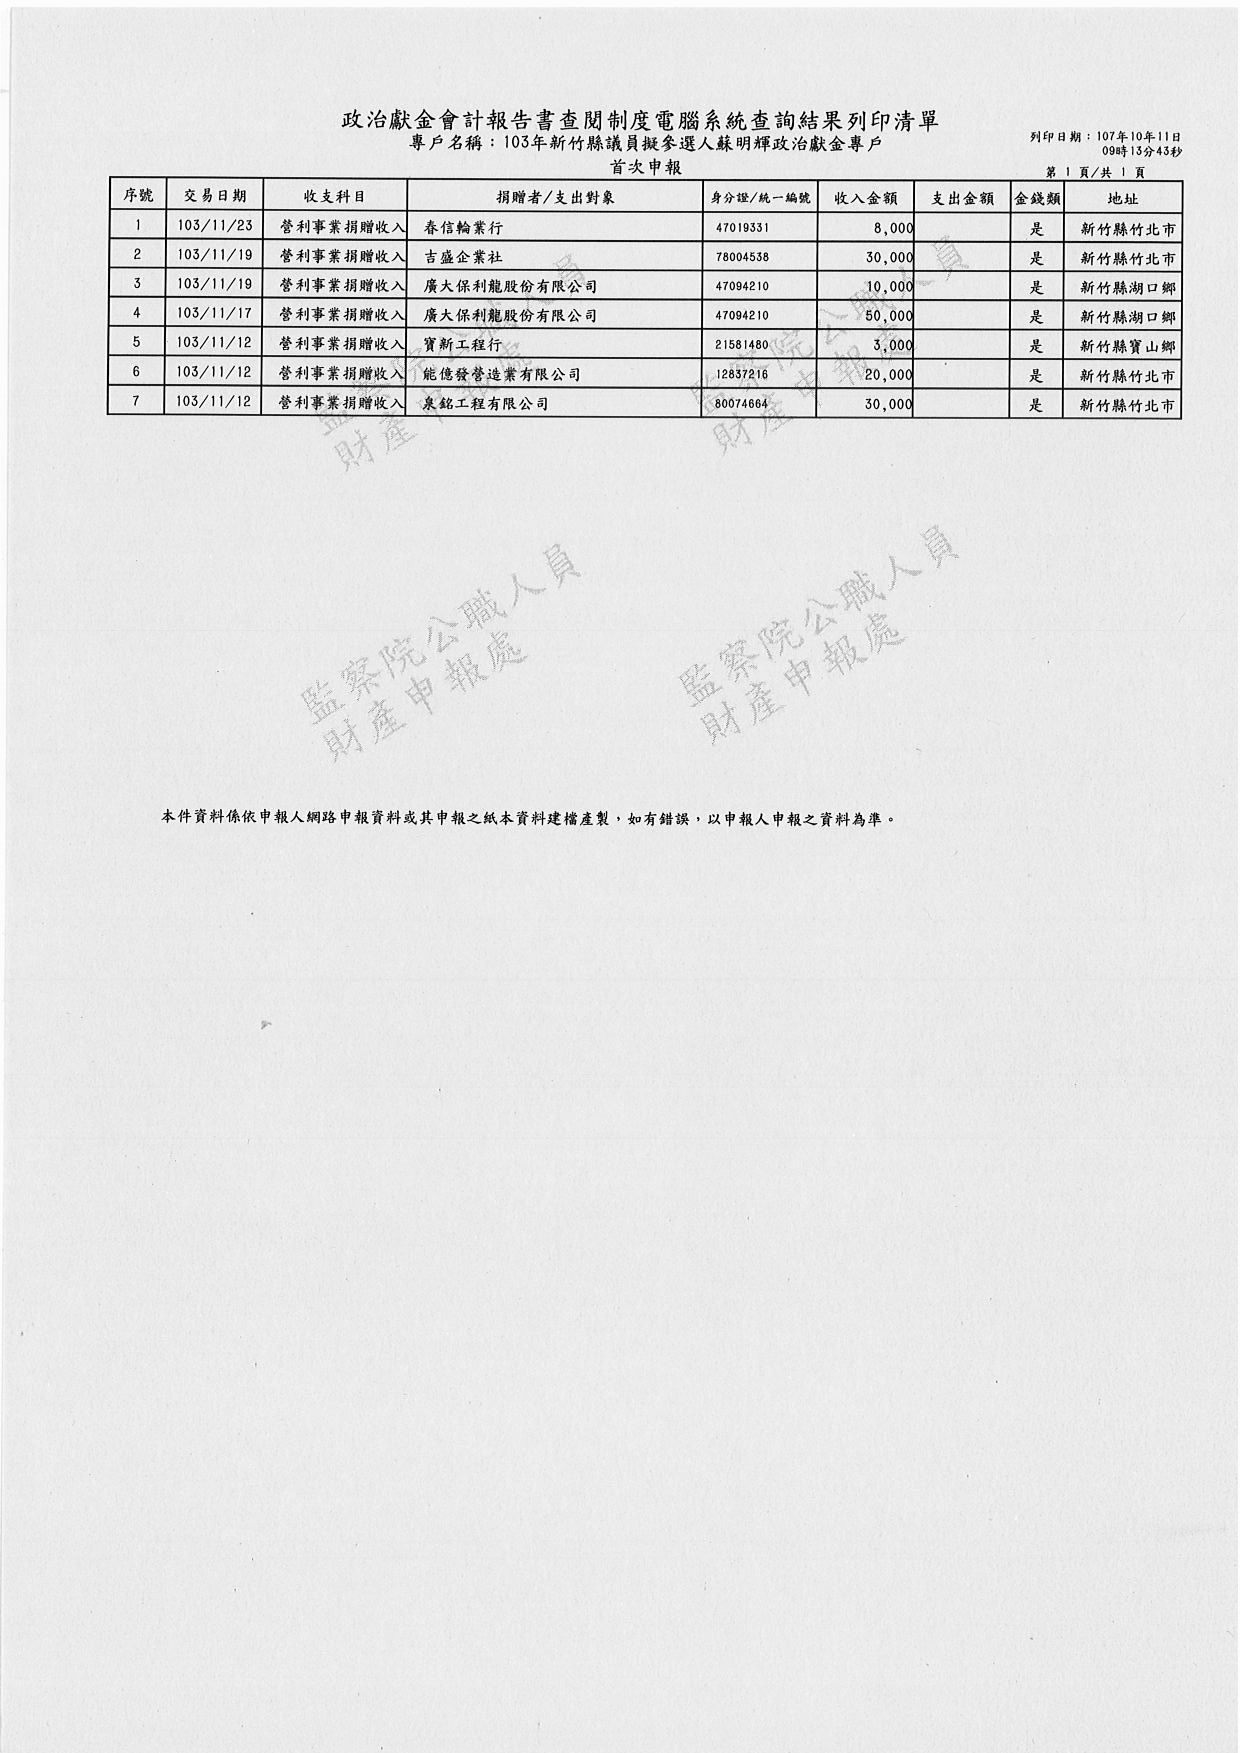 政治獻金會計報告書查閱制度電腦系統查詢結果列印清單
專戶名稱：103年新竹縣議員擬參選人蘇明輝政治獻金專戶
首次申報
列印日期：107年10年11日
09時13分43秒
第 1 頁/共 1 頁
序號 交易日期 收支科目 捐贈者/支出對象 身分證/統一編號 收入金額 支出金額 金錢類 地址
1 103/11/23 營利事業捐贈收入 春信輪業行 47019331 8,000 是 新竹縣竹北市
2 103/11/19 營利事業捐贈收入 吉盛企業社 78004538 30,000 是 新竹縣竹北市
3 103/11/19 營利事業捐贈收入 廣大保利龍股份有限公司 47094210 10,000 是 新竹縣湖口鄉
4 103/11/17 營利事業捐贈收入 廣大保利龍股份有限公司 47094210 50,000 是 新竹縣湖口鄉
5 103/11/12 營利事業捐贈收入 寶新工程行 21581480 3,000 是 新竹縣寶山鄉
6 103/11/12 營利事業捐贈收入 能億發營造業有限公司 12837216 20,000 是 新竹縣竹北市
7 103/11/12 營利事業捐贈收入 泉銘工程有限公司 80074664 30,000 是 新竹縣竹北市
監察院公職人員
財產申報處
監察院公職人員
財產申報處
監察院公職人員
財產申報處
監察院公職人員
財產申報處
本件資料係依申報人網路申報資料或其申報之紙本資料建檔產製，如有錯誤，以申報人申報之資料為準。